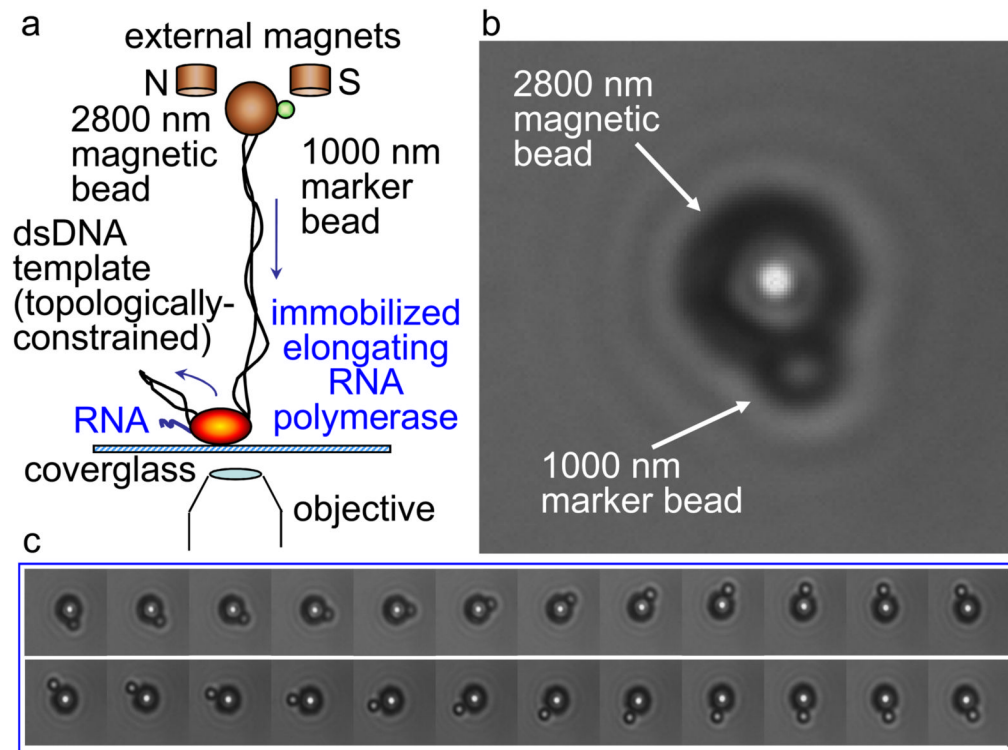 a
external magnets
N
S
2800 nm
magnetic
bead
1000 nm
marker
bead
dsDNA
template
(topologically-
constrained)
immobilized
elongating
RNA
polymerase
RNA
coverglass
objective
b
2800 nm
magnetic
bead
1000 nm
marker bead
c